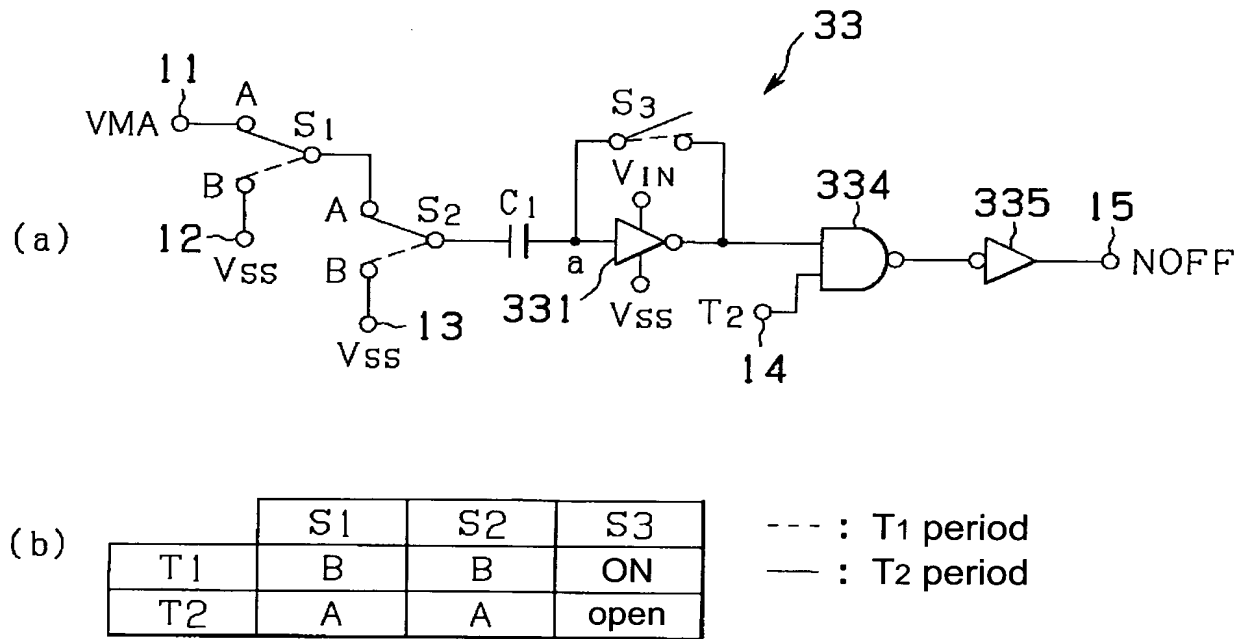 33
11
A
VMA
S1
S3
B
VIN
334
335
15
A
S2
C1
(a)
12
a
NOFF
VSS
B
331
T2
VSS
13
14
VSS
(b)
S1 S2 S3
T1 B B ON
T2 A A open
--- : T1 period
— : T2 period